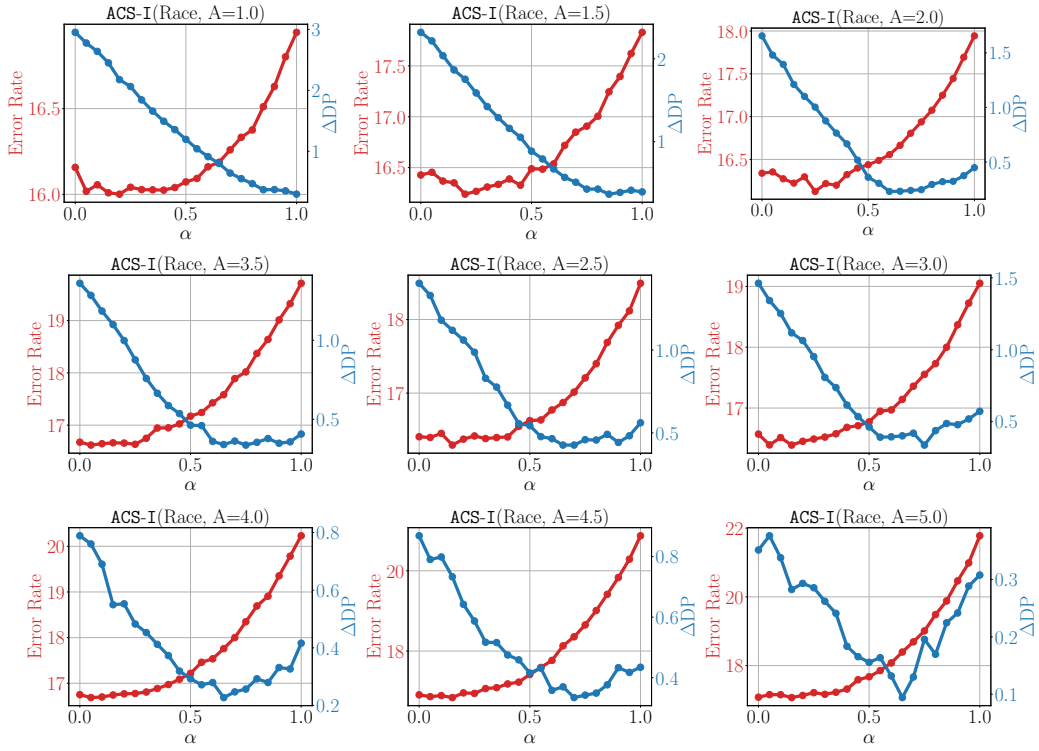 ACS-I(Race, A=1.0)
Error Rate
16.5
16.0
3
2
1
ΔDP
0.0
0.5
1.0
α
ACS-I(Race, A=1.5)
17.5
17.0
16.5
2
1
ΔDP
0.0
0.5
1.0
α
ACS-I(Race, A=2.0)
Error Rate
18.0
17.5
17.0
16.5
1.5
1.0
0.5
ΔDP
0.0
0.5
1.0
α
ACS-I(Race, A=3.5)
Error Rate
19
18
17
1.0
0.5
ΔDP
0.0
0.5
1.0
α
ACS-I(Race, A=2.5)
Error Rate
18
17
16
1.0
0.5
ΔDP
0.0
0.5
1.0
α
ACS-I(Race, A=3.0)
Error Rate
19
18
17
16
1.5
1.0
0.5
ΔDP
0.0
0.5
1.0
α
ACS-I(Race, A=4.0)
Error Rate
20
19
18
17
0.8
0.6
0.4
0.2
ΔDP
0.0
0.5
1.0
α
ACS-I(Race, A=4.5)
Error Rate
20
19
18
17
0.8
0.6
0.4
ΔDP
0.0
0.5
1.0
α
ACS-I(Race, A=5.0)
Error Rate
22
20
18
0.3
0.2
0.1
ΔDP
0.0
0.5
1.0
α